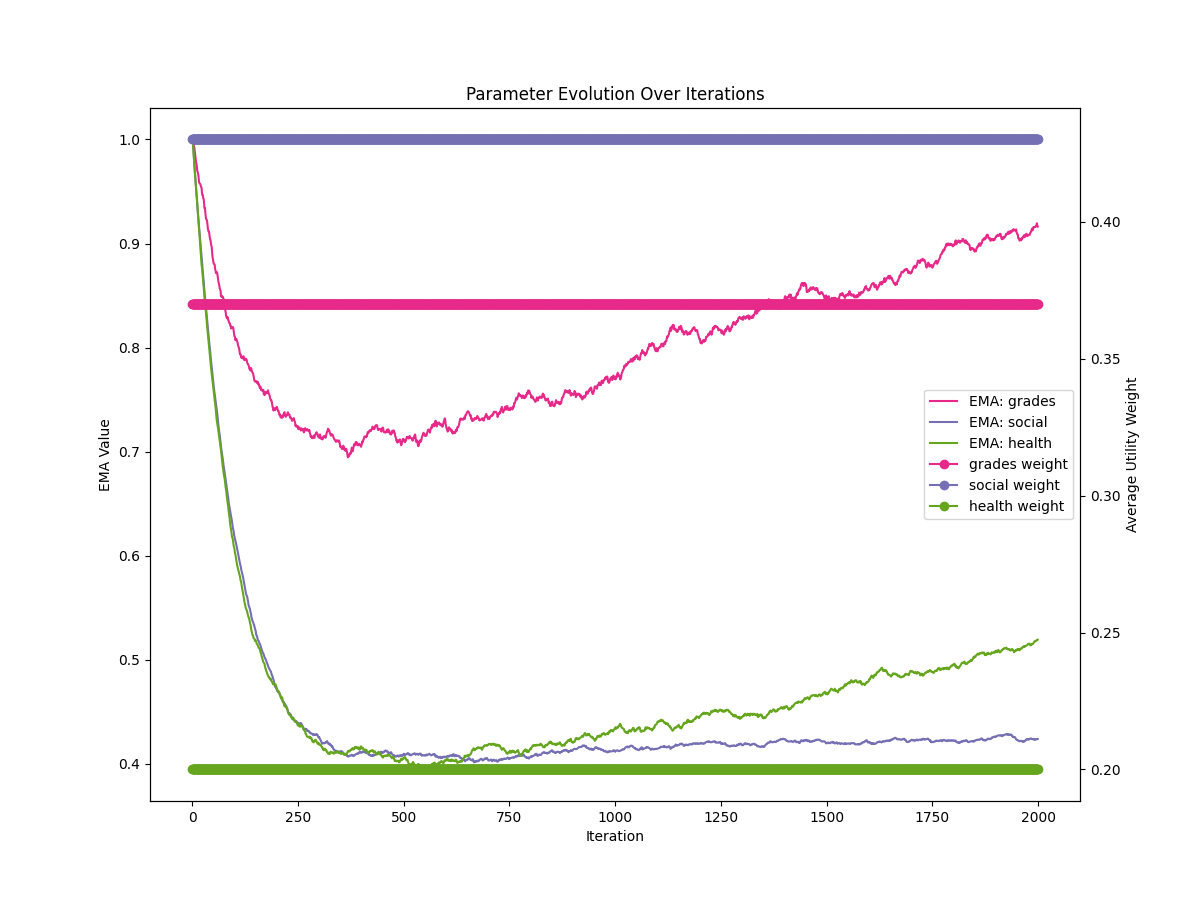 Parameter Evolution Over Iterations
1.0
0.9
0.8
0.7
0.6
0.5
0.4
EMA Value
0.40
0.35
0.30
0.25
0.20
Average Utility Weight
EMA: grades
EMA: social
EMA: health
grades weight
social weight
health weight
0 250 500 750 1000 1250 1500 1750 2000
Iteration